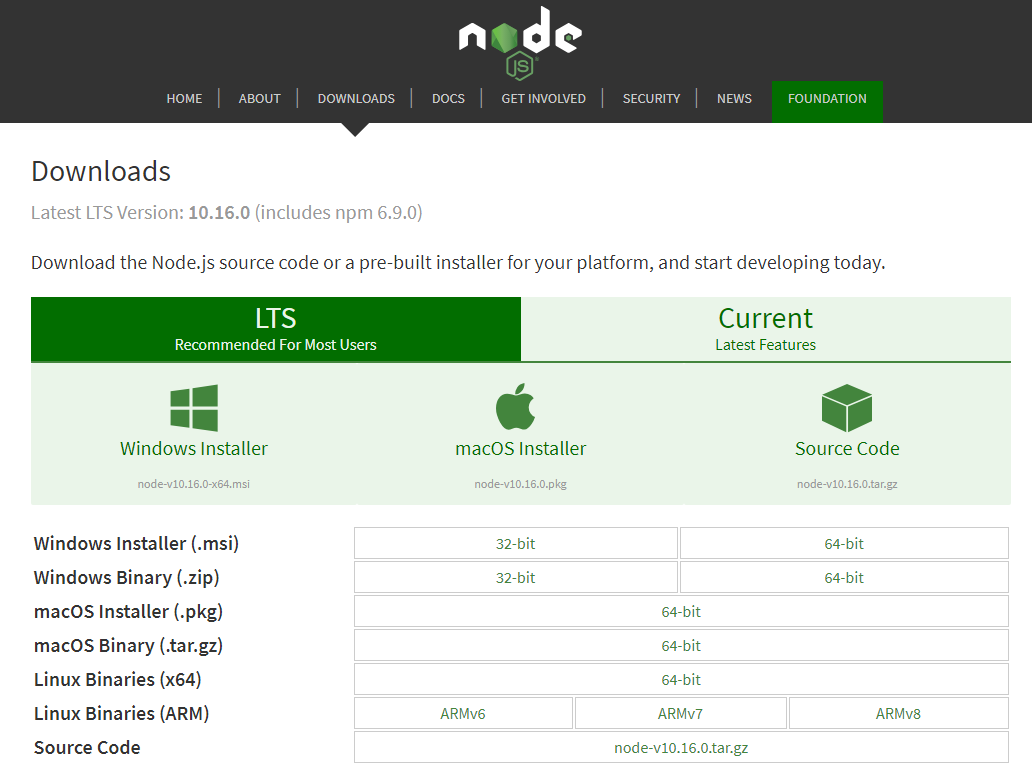 node
JS
HOME ABOUT DOWNLOADS DOCS GET INVOLVED SECURITY NEWS FOUNDATION
Downloads
Latest LTS Version: 10.16.0 (includes npm 6.9.0)
Download the Node.js source code or a pre-built installer for your platform, and start developing today.
LTS
Recommended For Most Users
Current
Latest Features
Windows Installer
node-v10.16.0-x64.msi
macOS Installer
node-v10.16.0.pkg
Source Code
node-v10.16.0.tar.gz
Windows Installer (.msi) 32-bit 64-bit
Windows Binary (.zip) 32-bit 64-bit
macOS Installer (.pkg) 64-bit
macOS Binary (.tar.gz) 64-bit
Linux Binaries (x64) 64-bit
Linux Binaries (ARM) ARMv6 ARMv7 ARMv8
Source Code node-v10.16.0.tar.gz